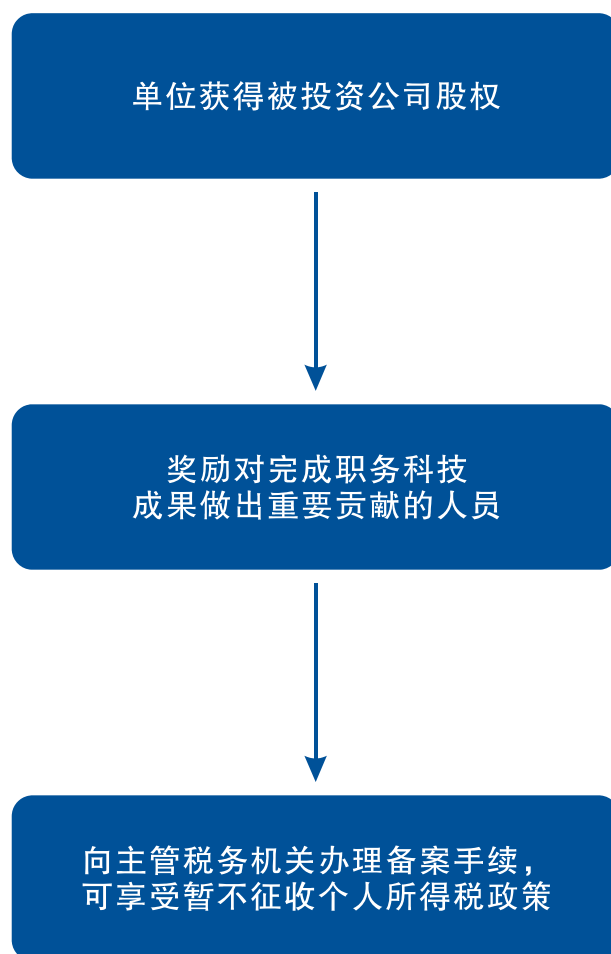 单位获得被投资公司股权
奖励对完成职务科技
成果做出重要贡献的人员
向主管税务机关办理备案手续，
可享受暂不征收个人所得税政策